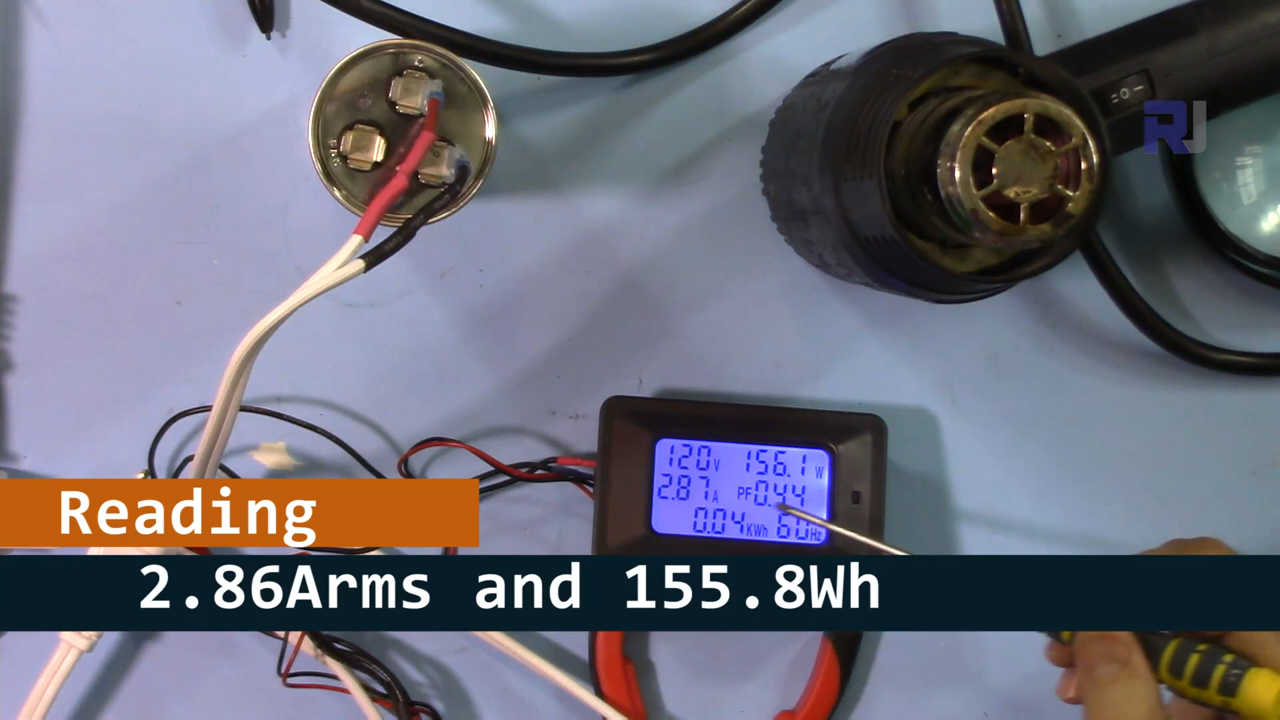 RJ
120V 156.1W
2.87A PF0.44
0.04KWh 60Hz
Reading
2.86Arms and 155.8Wh